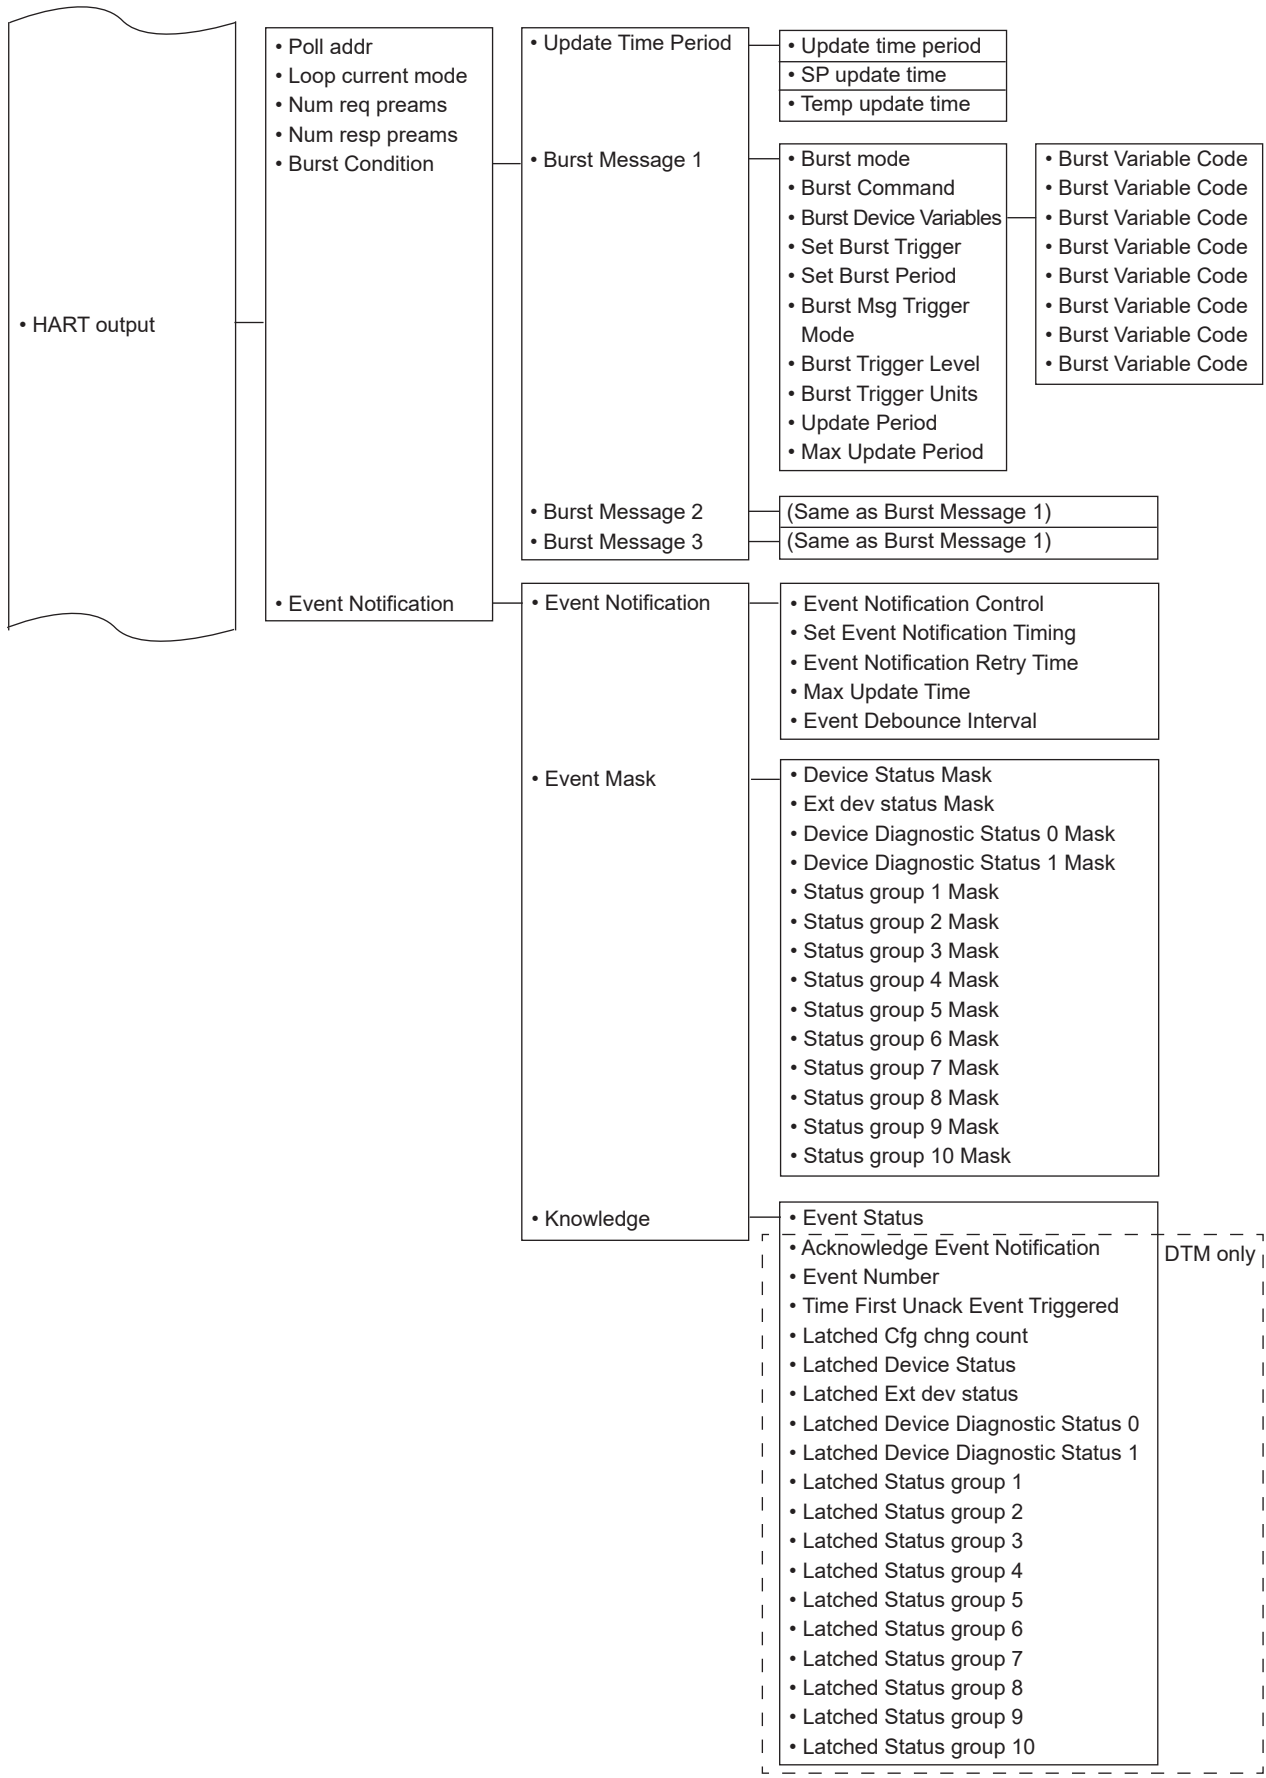 • HART output
• Poll addr
• Loop current mode
• Num req preams
• Num resp preams
• Burst Condition
• Event Notification
• Update Time Period
• Burst Message 1
• Burst Message 2
• Burst Message 3
• Update time period
• SP update time
• Temp update time
• Burst mode
• Burst Command
• Burst Device Variables
• Set Burst Trigger
• Set Burst Period
• Burst Msg Trigger
Mode
• Burst Trigger Level
• Burst Trigger Units
• Update Period
• Max Update Period
• Burst Variable Code
• Burst Variable Code
• Burst Variable Code
• Burst Variable Code
• Burst Variable Code
• Burst Variable Code
• Burst Variable Code
• Burst Variable Code
(Same as Burst Message 1)
(Same as Burst Message 1)
• Event Notification
• Event Mask
• Knowledge
• Event Notification Control
• Set Event Notification Timing
• Event Notification Retry Time
• Max Update Time
• Event Debounce Interval
• Device Status Mask
• Ext dev status Mask
• Device Diagnostic Status 0 Mask
• Device Diagnostic Status 1 Mask
• Status group 1 Mask
• Status group 2 Mask
• Status group 3 Mask
• Status group 4 Mask
• Status group 5 Mask
• Status group 6 Mask
• Status group 7 Mask
• Status group 8 Mask
• Status group 9 Mask
• Status group 10 Mask
• Event Status
• Acknowledge Event Notification
• Event Number
• Time First Unack Event Triggered
• Latched Cfg chng count
• Latched Device Status
• Latched Ext dev status
• Latched Device Diagnostic Status 0
• Latched Device Diagnostic Status 1
• Latched Status group 1
• Latched Status group 2
• Latched Status group 3
• Latched Status group 4
• Latched Status group 5
• Latched Status group 6
• Latched Status group 7
• Latched Status group 8
• Latched Status group 9
• Latched Status group 10
DTM only